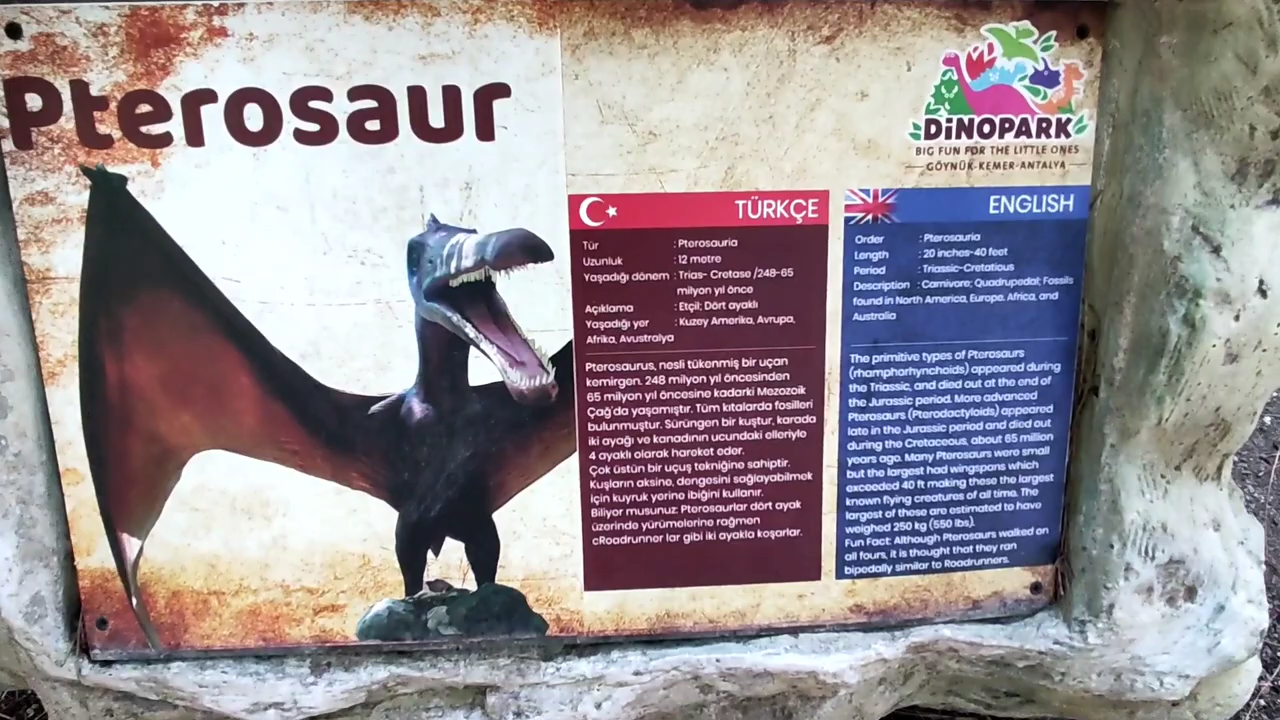 Pterosaur
DiNOPARK
BIG FUN FOR THE LITTLE ONES
GÖYNÜK-KEMER-ANTALYA
TÜRKÇE
Tür : Pterosauria
Uzunluk : 12 metre
Yaşadığı dönem : Trias- Cretase /248-65
milyon yıl önce
Açıklama : Etçil; Dört ayaklı
Yaşadığı yer : Kuzey Amerika, Avrupa,
Afrika, Avustralya
Pterosaurus, nesli tükenmiş bir uçan
kemirgen. 248 milyon yıl öncesinden
65 milyon yıl öncesine kadarki Mezozoik
Çağ'da yaşamıştır. Tüm kıtalarda fosilleri
bulunmuştur. Sürüngen bir kuştur, karada
iki ayağı ve kanadının ucundaki elleriyle
4 ayaklı olarak hareket eder.
Çok üstün bir uçuş tekniğine sahiptir.
Kuşların aksine, dengesini sağlayabilmek
için kuyruk yerine ibiğini kullanır.
Biliyor musunuz: Pterosaurlar dört ayak
üzerinde yürümelerine rağmen
cRoadrunner lar gibi iki ayakla koşarlar.
ENGLISH
Order : Pterosauria
Length : 20 inches-40 feet
Period : Triassic-Cretatious
Description : Carnivore; Quadrupedal; Fossils
found in North America, Europe, Africa, and
Australia
The primitive types of Pterosaurs
(rhamphorhynchoids) appeared during
the Triassic, and died out at the end of
the Jurassic period. More advanced
Pterosaurs (Pterodactyloids) appeared
late in the Jurassic period and died out
during the Cretaceous, about 65 million
years ago. Many Pterosaurs were small
but the largest had wingspans which
exceeded 40 ft making these the largest
known flying creatures of all time. The
largest of these are estimated to have
weighed 250 kg (550 lbs).
Fun Fact: Although Pterosaurs walked on
all fours, it is thought that they ran
bipedally similar to Roadrunners.